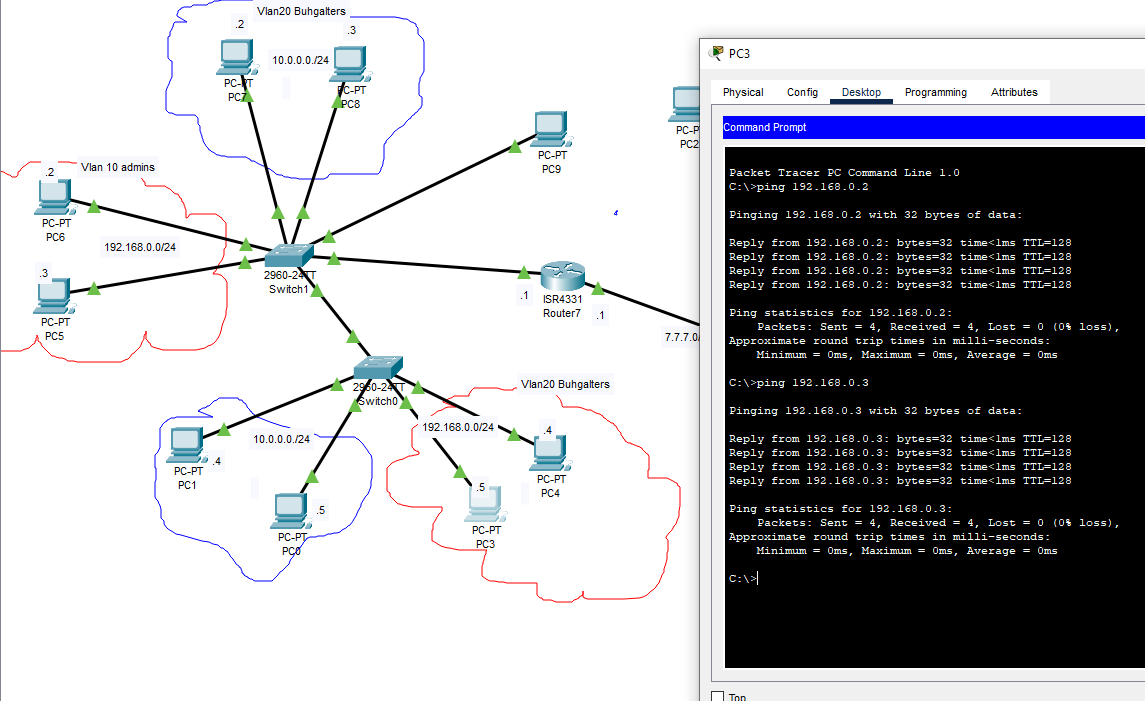 Vlan20 Buhgalters
.2
.3
10.0.0.0./24
PC-PT
PC7
PC-PT
PC8
Vlan 10 admins
.2
PC-PT
PC6
192.168.0.0/24
.3
PC-PT
PC5
2960-24TT
Switch1
PC-PT
PC9
4
.1
ISR4331
Router7
.1
7.7.7.0/
PC-P
PC2
2960-24TT
Switch0
Vlan20 Buhgalters
10.0.0.0./24
.4
PC-PT
PC1
.5
PC-PT
PC0
192.168.0.0/24
.4
PC-PT
PC4
.5
PC-PT
PC3
PC3
Physical Config Desktop Programming Attributes
Command Prompt
Packet Tracer PC Command Line 1.0
C:\>ping 192.168.0.2
Pinging 192.168.0.2 with 32 bytes of data:
Reply from 192.168.0.2: bytes=32 time<1ms TTL=128
Reply from 192.168.0.2: bytes=32 time<1ms TTL=128
Reply from 192.168.0.2: bytes=32 time<1ms TTL=128
Reply from 192.168.0.2: bytes=32 time<1ms TTL=128
Ping statistics for 192.168.0.2:
Packets: Sent = 4, Received = 4, Lost = 0 (0% loss),
Approximate round trip times in milli-seconds:
Minimum = 0ms, Maximum = 0ms, Average = 0ms
C:\>ping 192.168.0.3
Pinging 192.168.0.3 with 32 bytes of data:
Reply from 192.168.0.3: bytes=32 time<1ms TTL=128
Reply from 192.168.0.3: bytes=32 time<1ms TTL=128
Reply from 192.168.0.3: bytes=32 time<1ms TTL=128
Reply from 192.168.0.3: bytes=32 time<1ms TTL=128
Ping statistics for 192.168.0.3:
Packets: Sent = 4, Received = 4, Lost = 0 (0% loss),
Approximate round trip times in milli-seconds:
Minimum = 0ms, Maximum = 0ms, Average = 0ms
C:\>
Top